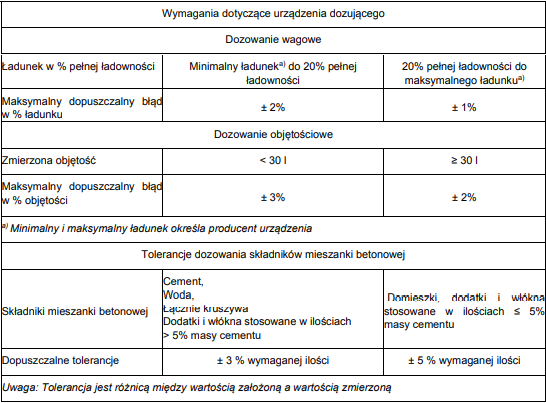 Wymagania dotyczące urządzenia dozującego
Dozowanie wagowe
Ładunek w % pełnej ładowności
Minimalny ładunek a) do 20% pełnej
ładowności
20% pełnej ładowności do
maksymalnego ładunku a)
Maksymalny dopuszczalny błąd
w % ładunku
± 2%
± 1%
Dozowanie objętościowe
Zmierzona objętość
< 30 l
≥ 30 l
Maksymalny dopuszczalny błąd
w % objętości
± 3%
± 2%
a) Minimalny i maksymalny ładunek określa producent urządzenia
Tolerancje dozowania składników mieszanki betonowej
Składniki mieszanki betonowej
Cement,
Woda,
Łącznie kruszywa
Dodatki i włókna stosowane w ilościach
> 5% masy cementu
Domieszki, dodatki i włókna
stosowane w ilościach ≤ 5%
masy cementu
Dopuszczalne tolerancje
± 3 % wymaganej ilości
± 5 % wymaganej ilości
Uwaga: Tolerancja jest różnicą między wartością założoną a wartością zmierzoną